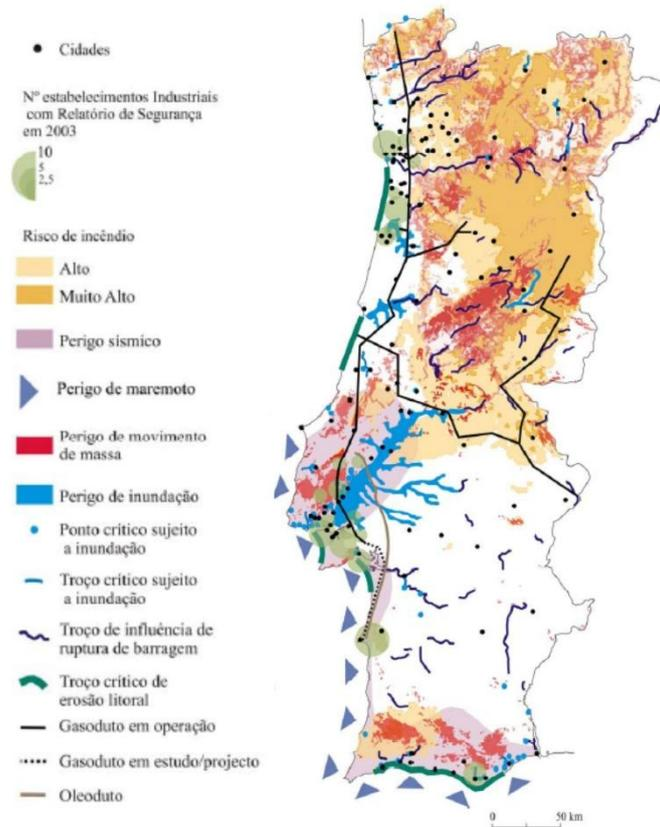 Cidades
Nº estabelecimentos Industriais
com Relatório de Segurança
em 2003
10
5
2,5
Risco de incêndio
Alto
Muito Alto
Perigo sísmico
Perigo de maremoto
Perigo de movimento
de massa
Perigo de inundação
Ponto crítico sujeito
a inundação
Troço crítico sujeito
a inundação
Troço de influência de
ruptura de barragem
Troço crítico de
erosão litoral
Gasoduto em operação
Gasoduto em estudo/projecto
Oleoduto
0 50 km